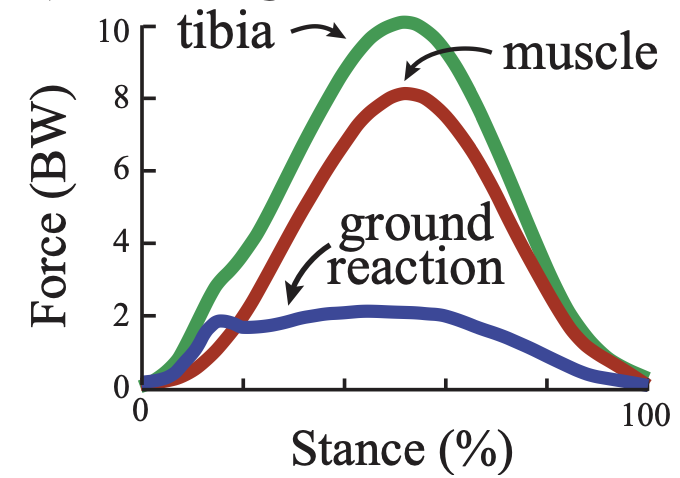 10
tibia
muscle
8
6
4
2
0
Force (BW)
ground
reaction
0
100
Stance (%)